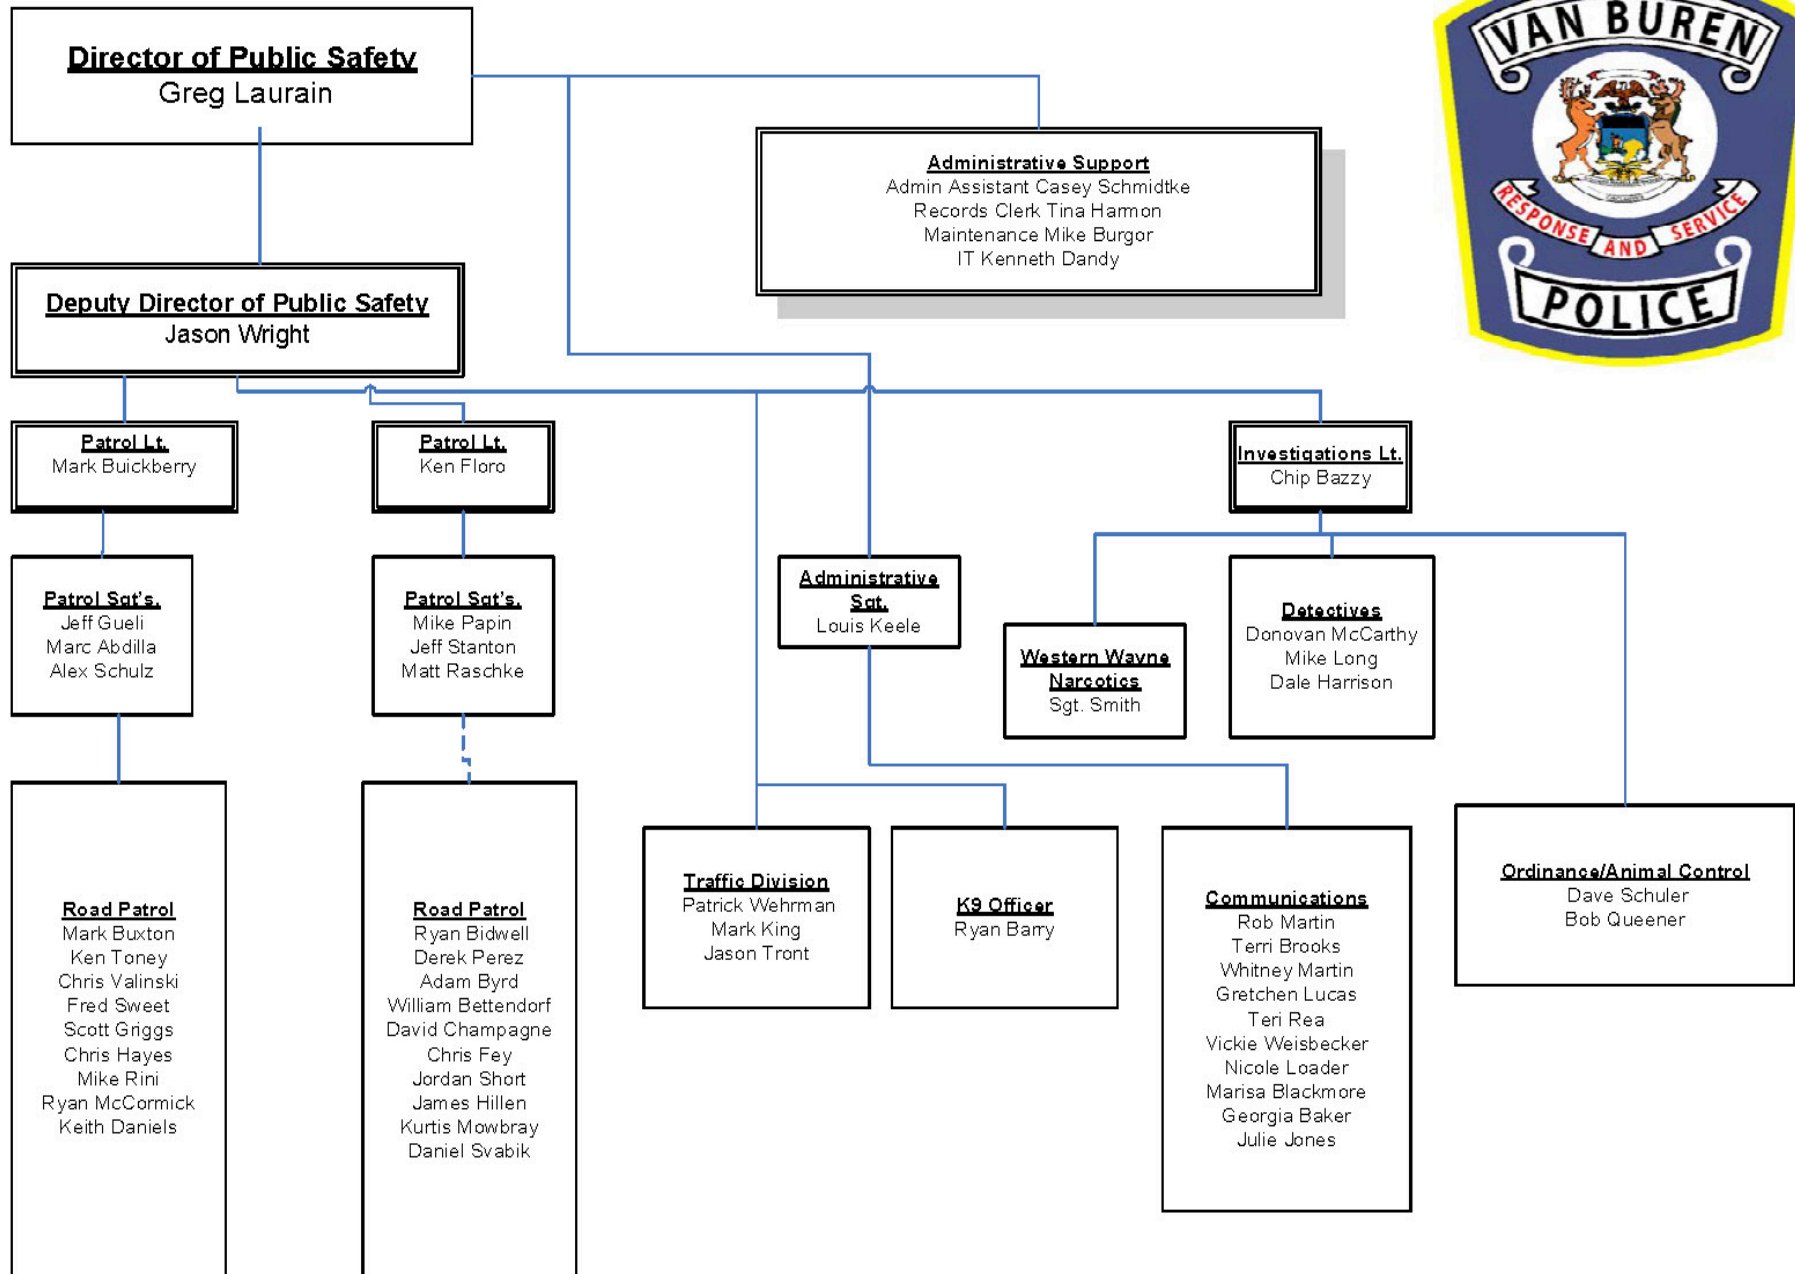 Director of Public Safety
Greg Laurain
VAN BUREN
RESPONSE AND SERVICE
POLICE
Administrative Support
Admin Assistant Casey Schmidtke
Records Clerk Tina Harmon
Maintenance Mike Burgor
IT Kenneth Dandy
Deputy Director of Public Safety
Jason Wright
Patrol Lt.
Mark Buickberry
Patrol Lt.
Ken Floro
Investigations Lt.
Chip Bazzy
Patrol Sgt's.
Jeff Gueli
Marc Abdilla
Alex Schulz
Patrol Sgt's.
Mike Papin
Jeff Stanton
Matt Raschke
Administrative
Sgt.
Louis Keele
Western Wayne
Narcotics
Sgt. Smith
Detectives
Donovan McCarthy
Mike Long
Dale Harrison
Road Patrol
Mark Buxton
Ken Toney
Chris Valinski
Fred Sweet
Scott Griggs
Chris Hayes
Mike Rini
Ryan McCormick
Keith Daniels
Road Patrol
Ryan Bidwell
Derek Perez
Adam Byrd
William Bettendorf
David Champagne
Chris Fey
Jordan Short
James Hillen
Kurtis Mowbray
Daniel Svabik
Traffic Division
Patrick Wehrman
Mark King
Jason Tront
K9 Officer
Ryan Barry
Communications
Rob Martin
Terri Brooks
Whitney Martin
Gretchen Lucas
Teri Rea
Vickie Weisbecker
Nicole Loader
Marisa Blackmore
Georgia Baker
Julie Jones
Ordinance/Animal Control
Dave Schuler
Bob Queener